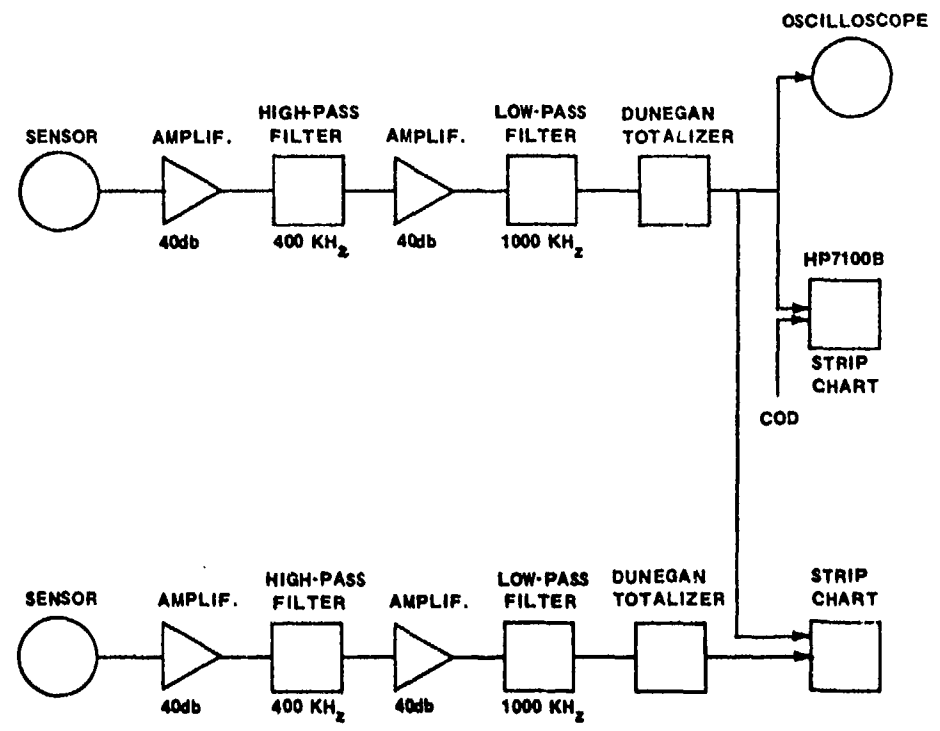 OSCILLOSCOPE
SENSOR
AMPLIF.
40db
HIGH-PASS
FILTER
400 KHz
AMPLIF.
40db
LOW-PASS
FILTER
1000 KHz
DUNEGAN
TOTALIZER
HP7100B
STRIP
CHART
COD
SENSOR
AMPLIF.
40db
HIGH-PASS
FILTER
400 KHz
AMPLIF.
40db
LOW-PASS
FILTER
1000 KHz
DUNEGAN
TOTALIZER
STRIP
CHART